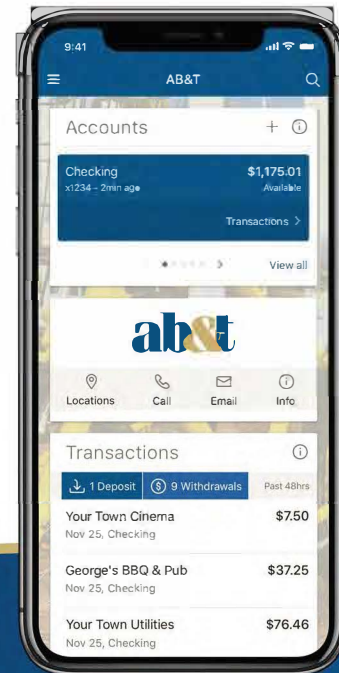 9:41
AB&T
Accounts
Checking $1,175.01
x1234 - 2min ago Available
Transactions >
View all
ab&t
Locations Call Email Info
Transactions
1 Deposit $ 9 Withdrawals Past 48hrs
Your Town Cinema $7.50
Nov 25, Checking
George's BBQ & Pub $37.25
Nov 25, Checking
Your Town Utilities $76.46
Nov 25, Checking